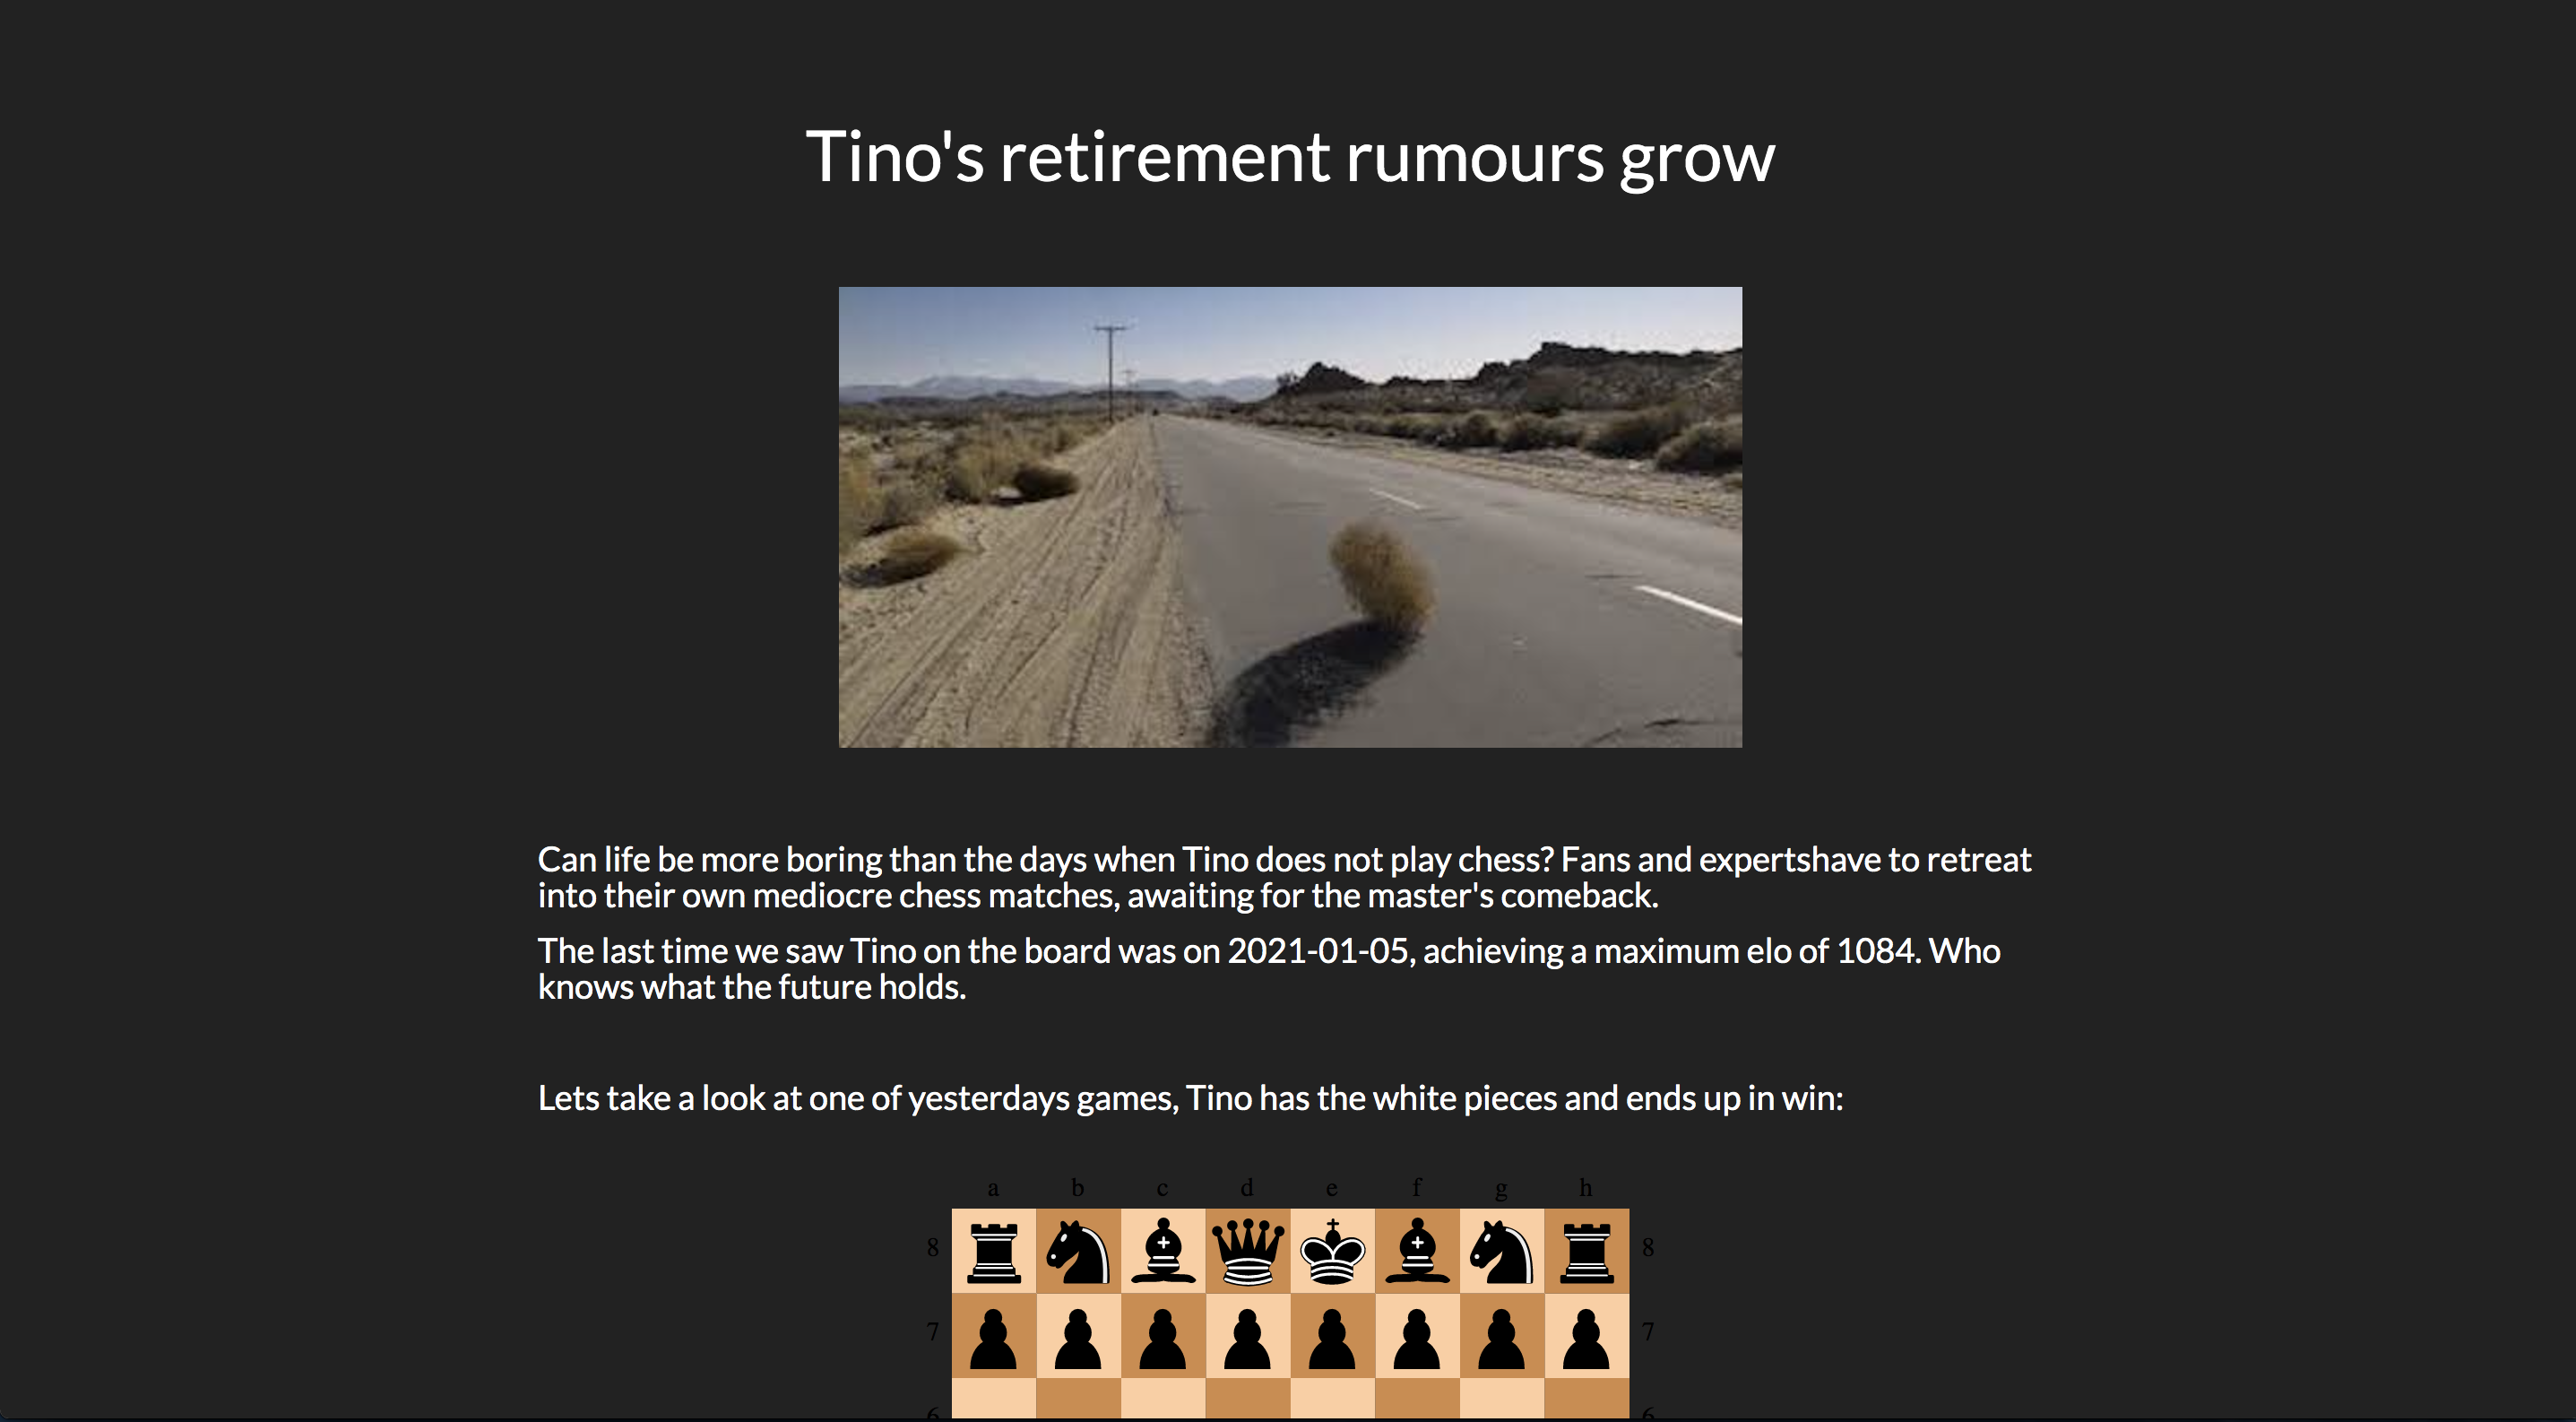 Tino's retirement rumours grow
Can life be more boring than the days when Tino does not play chess? Fans and expertshave to retreat
into their own mediocre chess matches, awaiting for the master's comeback.
The last time we saw Tino on the board was on 2021-01-05, achieving a maximum elo of 1084. Who
knows what the future holds.
Lets take a look at one of yesterdays games, Tino has the white pieces and ends up in win:
a b c d e f g h
8 8
7 7
6 6